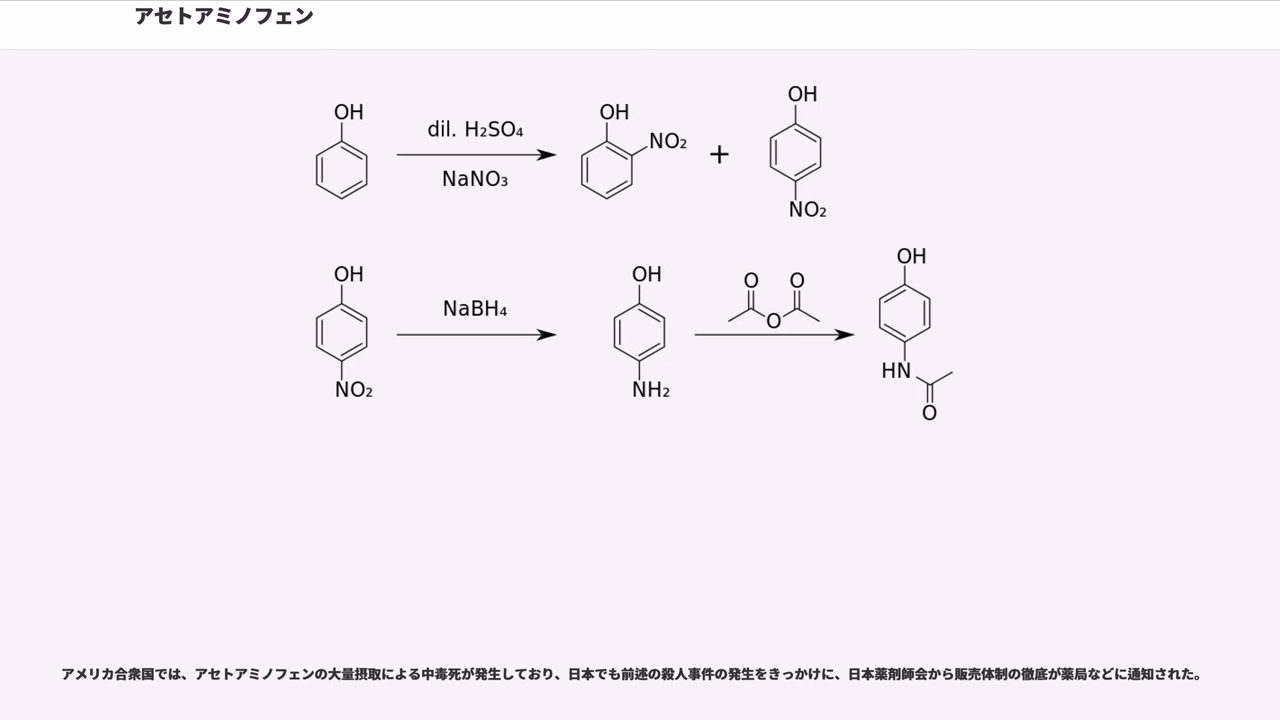 アセトアミノフェン
OH
dil. H₂SO₄
NaNO₃
OH
NO₂
+
OH
NO₂
OH
NO₂
NaBH₄
OH
NH₂
O O
O
OH
HN
O
アメリカ合衆国では、アセトアミノフェンの大量摂取による中毒死が発生しており、日本でも前述の殺人事件の発生をきっかけに、日本薬剤師会から販売体制の徹底が薬局などに通知された。